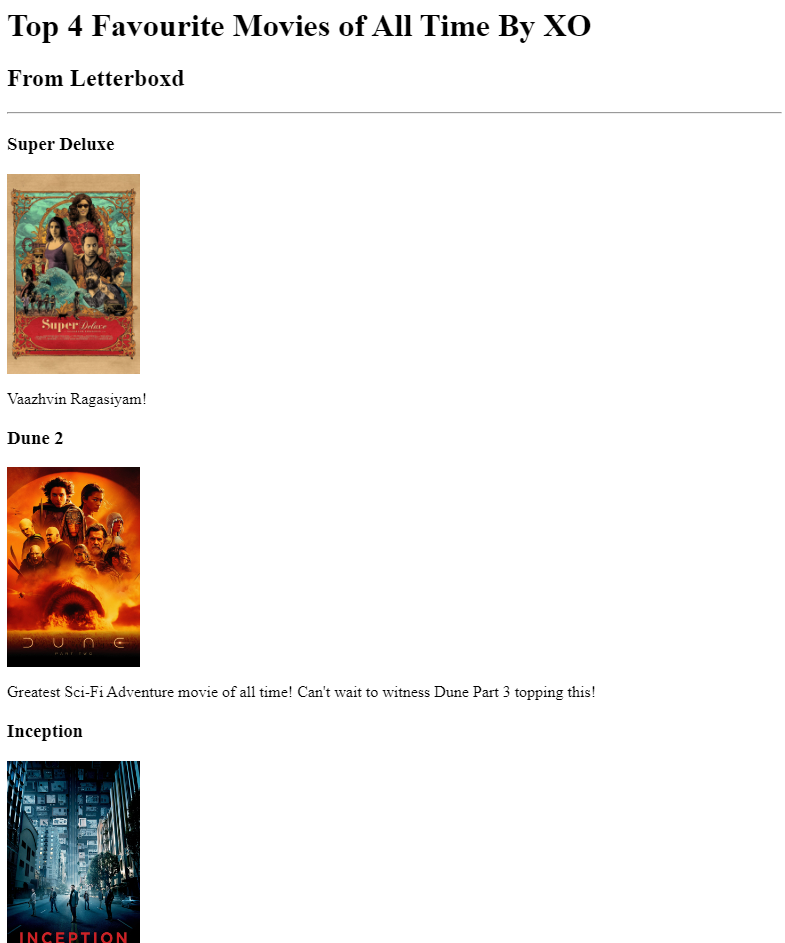 Top 4 Favourite Movies of All Time By XO
From Letterboxd
Super Deluxe
Super Deluxe
Vaazhvin Ragasiyam!
Dune 2
DUNE
PART TWO
Greatest Sci-Fi Adventure movie of all time! Can't wait to witness Dune Part 3 topping this!
Inception
INCEPTION